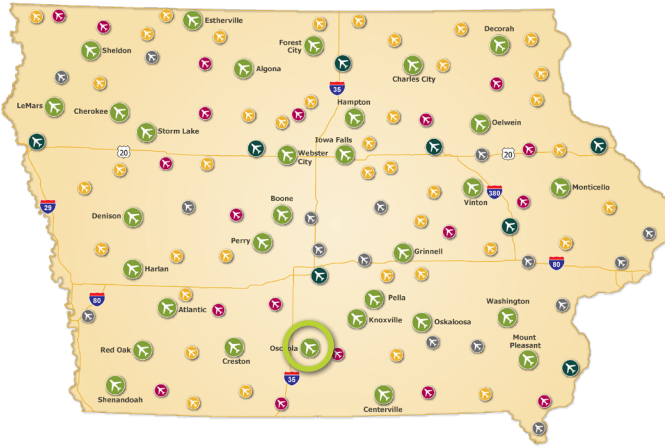 Estherville
Decorah
Forest
City
Sheldon
Algona
Charles City
35
LeMars
Cherokee
Hampton
Oelwein
Storm Lake
Iowa Falls
20
Webster
City
20
Monticello
380
Vinton
29
Boone
Denison
Perry
Grinnell
80
Harlan
80
Pella
Washington
Atlantic
Knoxville
Oskaloosa
Mount
Pleasant
Red Oak
Creston
Osceola
35
Shenandoah
Centerville